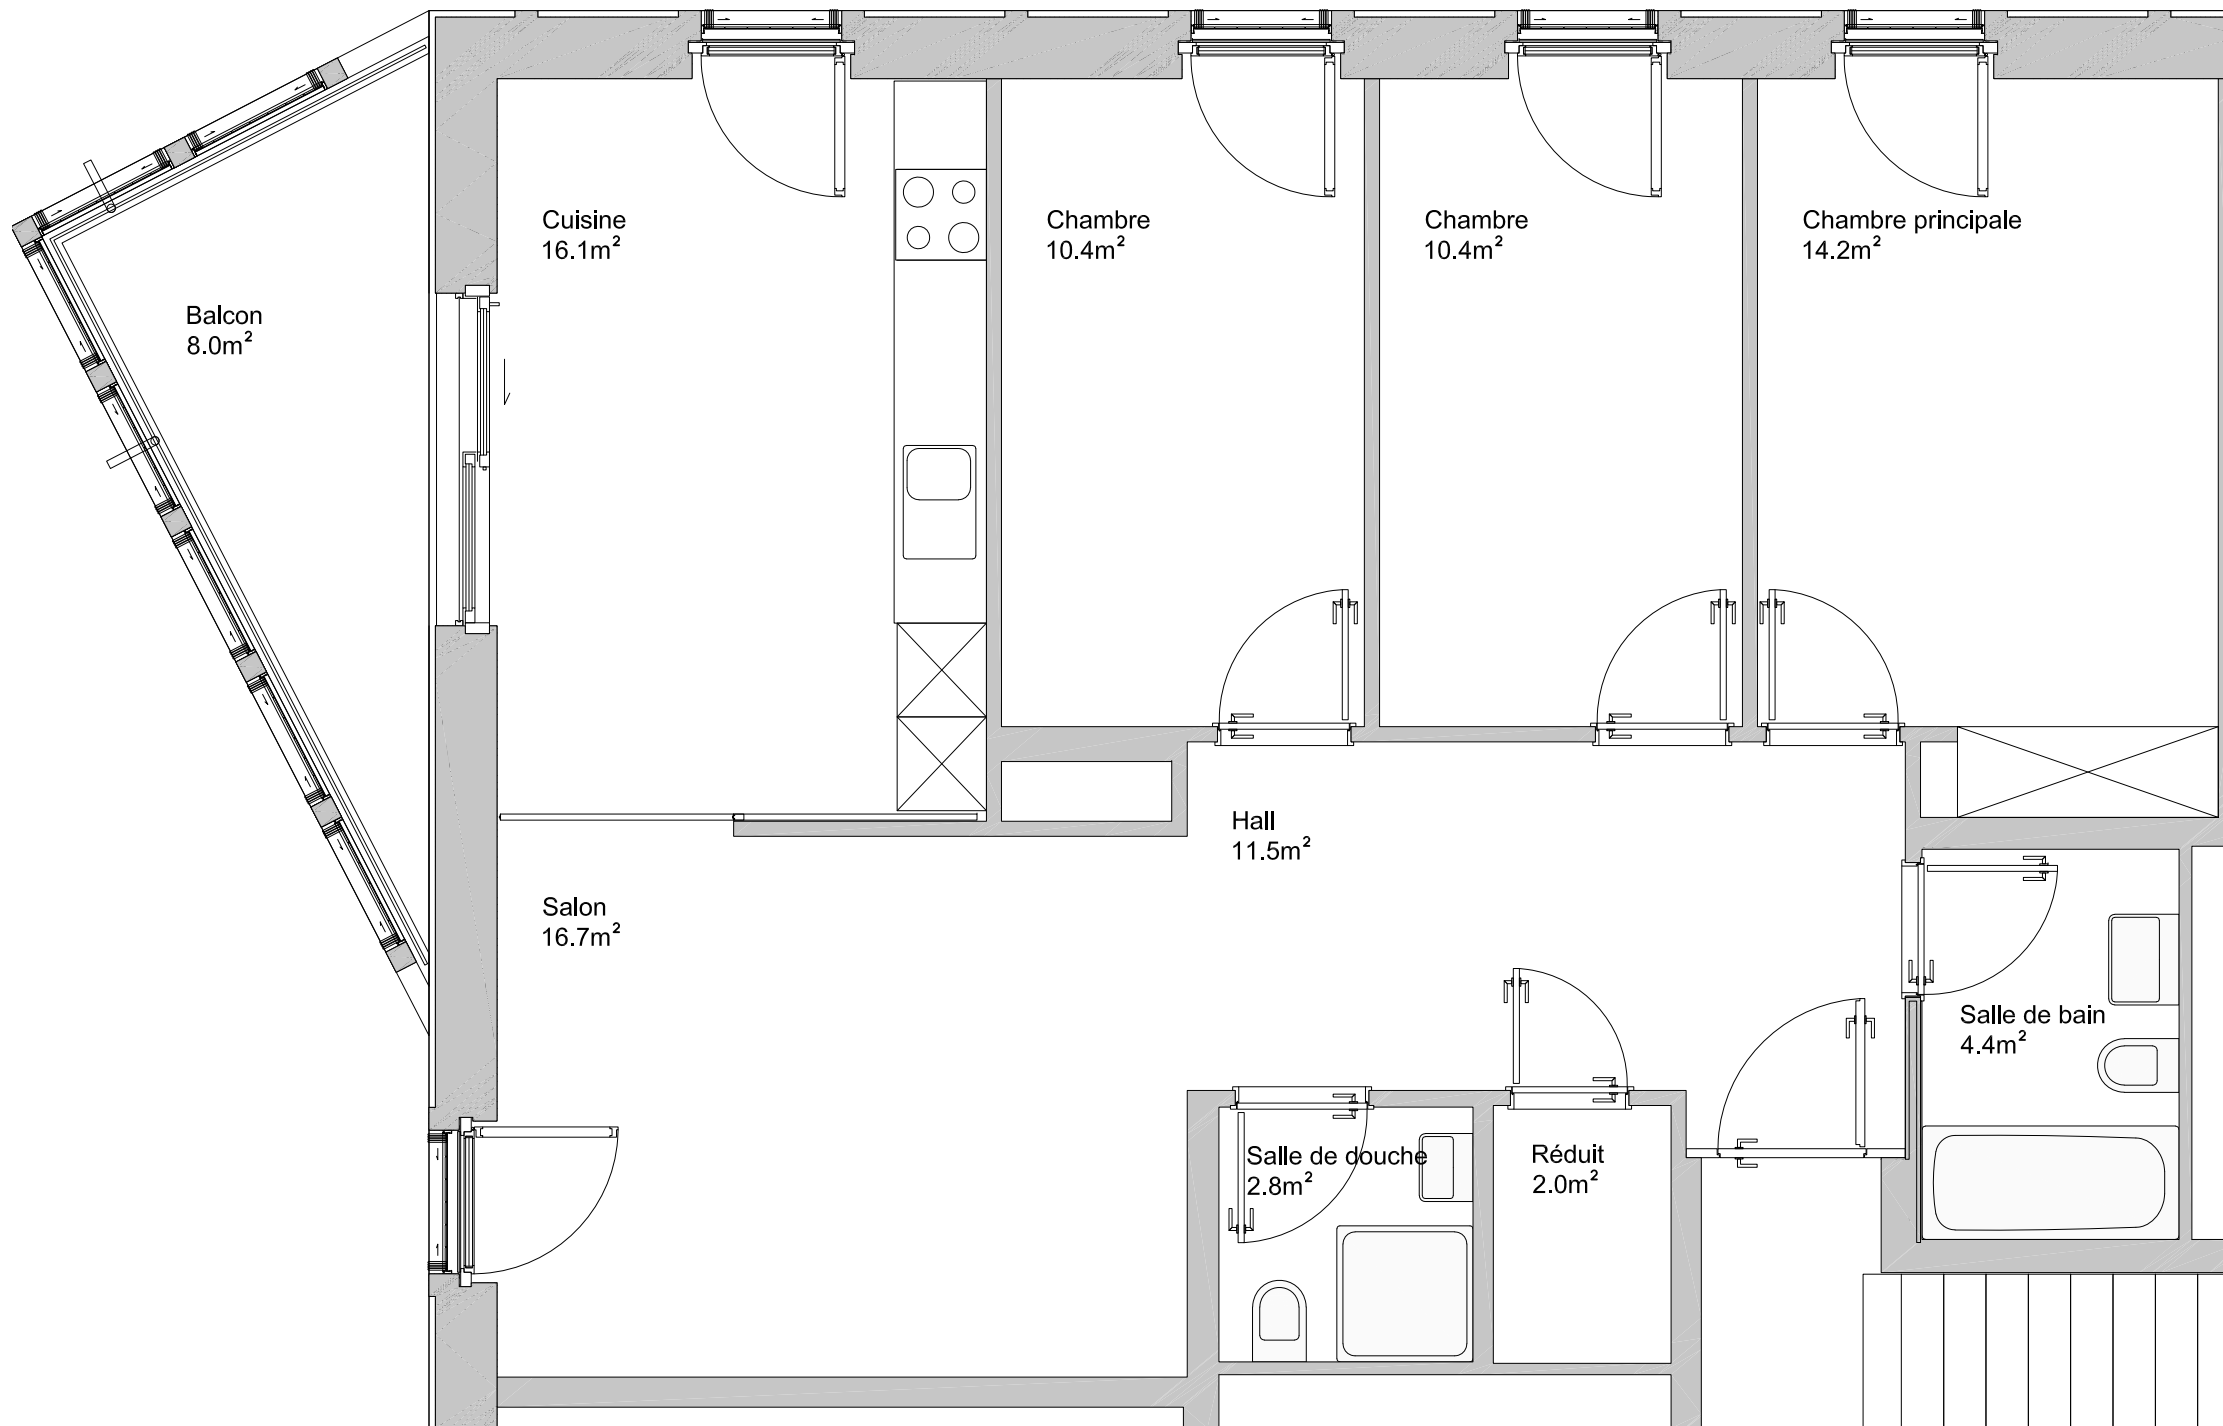 Cuisine
16.1m²
Chambre
10.4m²
Chambre
10.4m²
Chambre principale
14.2m²
Balcon
8.0m²
Hall
11.5m²
Salon
16.7m²
Salle de bain
4.4m²
Salle de douche
2.8m²
Réduit
2.0m²